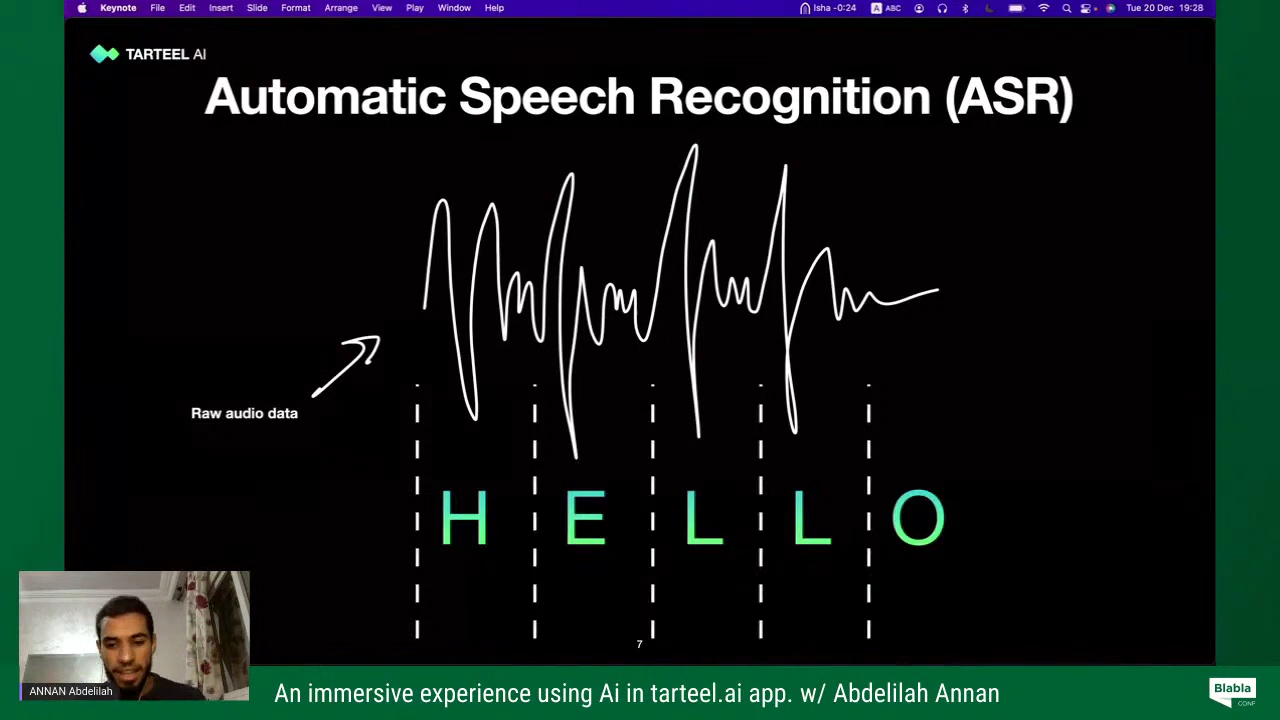 Keynote File Edit Insert Slide Format Arrange View Play Window Help Isha -0:24 A ABC Tue 20 Dec 19:28
TARTEEL AI
Automatic Speech Recognition (ASR)
Raw audio data
H E L L O
7
ANNAN Abdelilah
An immersive experience using Ai in tarteel.ai app. w/ Abdelilah Annan
Blabla
CONF